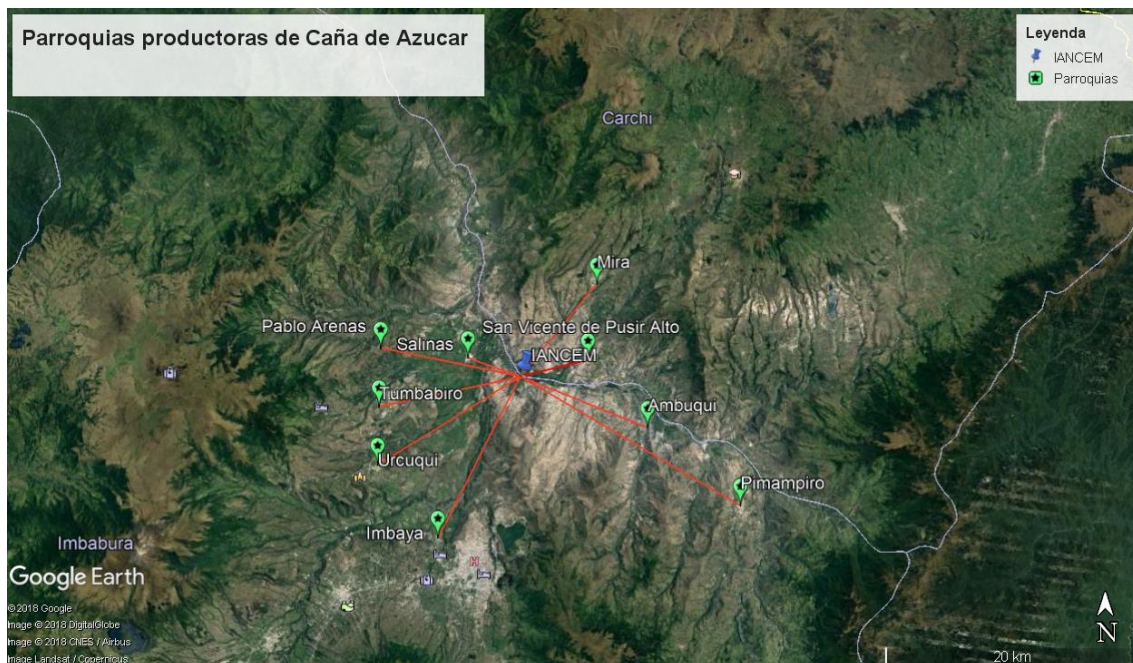 Parroquias productoras de Caña de Azucar
Leyenda
IANCEM
Parroquias
Carchi
Mira
Pablo Arenas
San Vicente de Pusir Alto
Salinas
IANCEM
Tumbabiro
Ambuqui
Urcuqui
Pimampiro
Imbaya
Imbabura
H
Google Earth
©2018 Google
Image © 2018 DigitalGlobe
Image © 2018 CNES / Airbus
Image Landsat / Copernicus
N
20 km